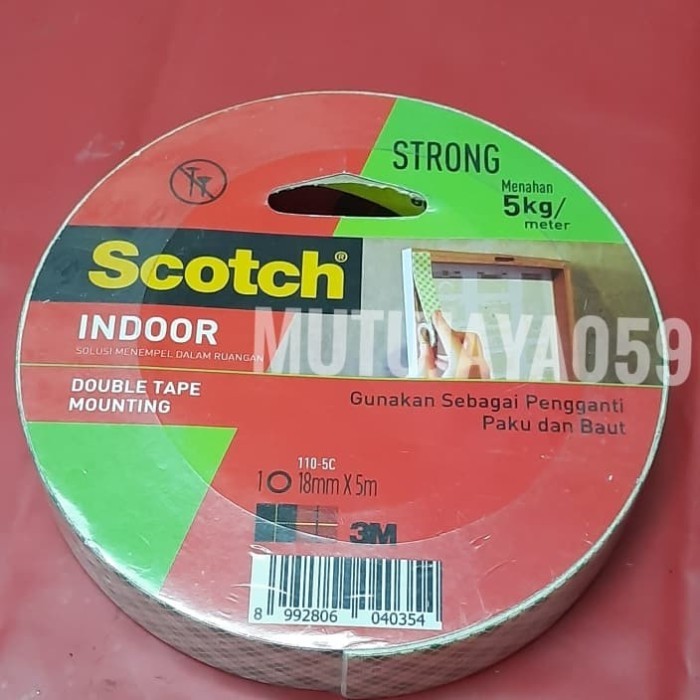 STRONG
Menahan
5kg/
meter
Scotch®
INDOOR
SOLUSI MENEMPEL DALAM RUANGAN
MUTUJAYA059
DOUBLE TAPE
MOUNTING
Gunakan Sebagai Pengganti
Paku dan Baut
110-5C
1 18mm X 5m
3M
8 992806 040354